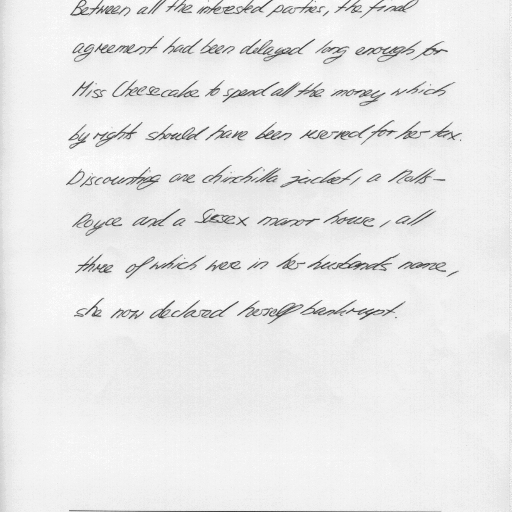 Between all the interested parties, the final
agreement had been delayed long enough for
Miss Cheesecake to spend all the money which
by rights should have been reserved for her tax.
Discounting one chinchilla jacket, a Rolls-
Royce and a Sussex manor house, all
three of which were in her husband's name,
she now declared herself bankrupt.